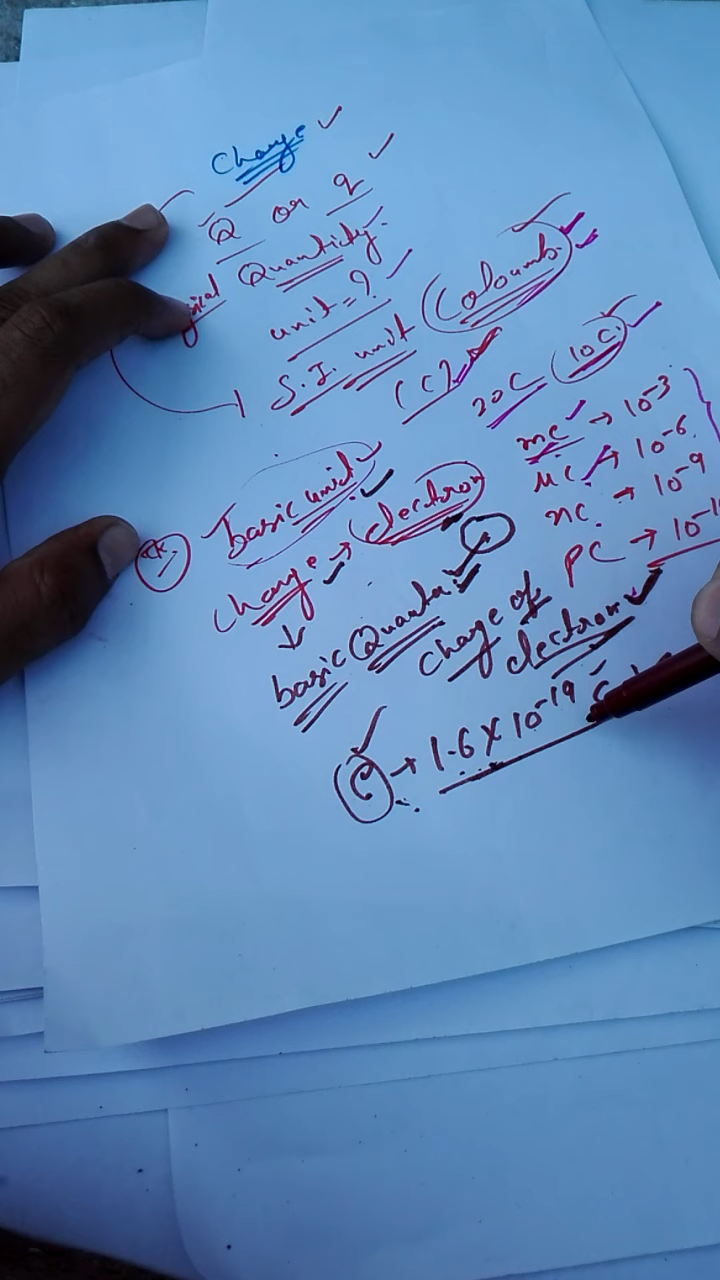 Charge
Q or q
Quantity.
unit = ?
S.I. unit (Coloumb.)
(C)
20C (10C.)
mc → 10-3
μc → 10-6
nc. → 10-9
pc → 10-1
basic unit
charge → electron
basic Quanta
charge of electron
e → 1.6 × 10-19